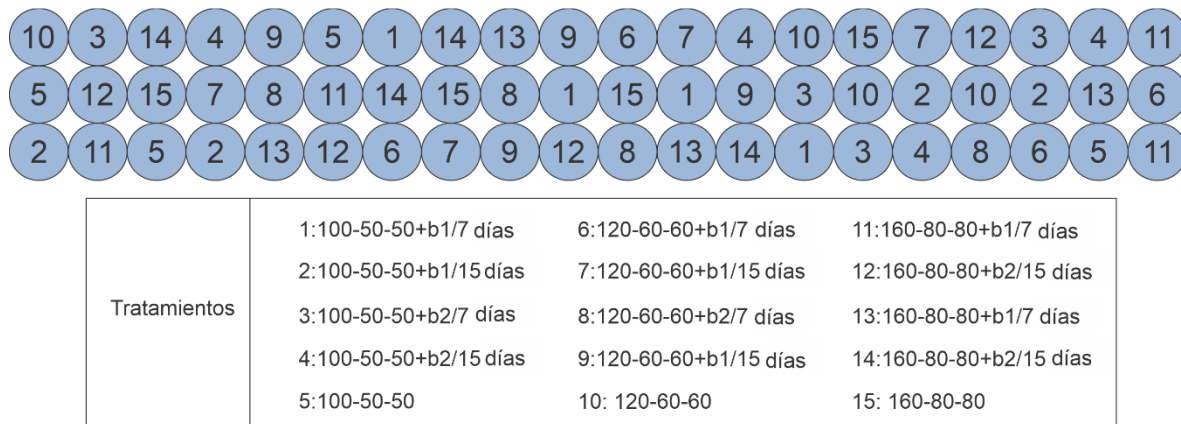 10 3 14 4 9 5 1 14 13 9 6 7 4 10 15 7 12 3 4 11
5 12 15 7 8 11 14 15 8 1 15 1 9 3 10 2 10 2 13 6
2 11 5 2 13 12 6 7 9 12 8 13 14 1 3 4 8 6 5 11
Tratamientos
1:100-50-50+b1/7 días 6:120-60-60+b1/7 días 11:160-80-80+b1/7 días
2:100-50-50+b1/15 días 7:120-60-60+b1/15 días 12:160-80-80+b2/15 días
3:100-50-50+b2/7 días 8:120-60-60+b2/7 días 13:160-80-80+b1/7 días
4:100-50-50+b2/15 días 9:120-60-60+b1/15 días 14:160-80-80+b2/15 días
5:100-50-50 10: 120-60-60 15: 160-80-80